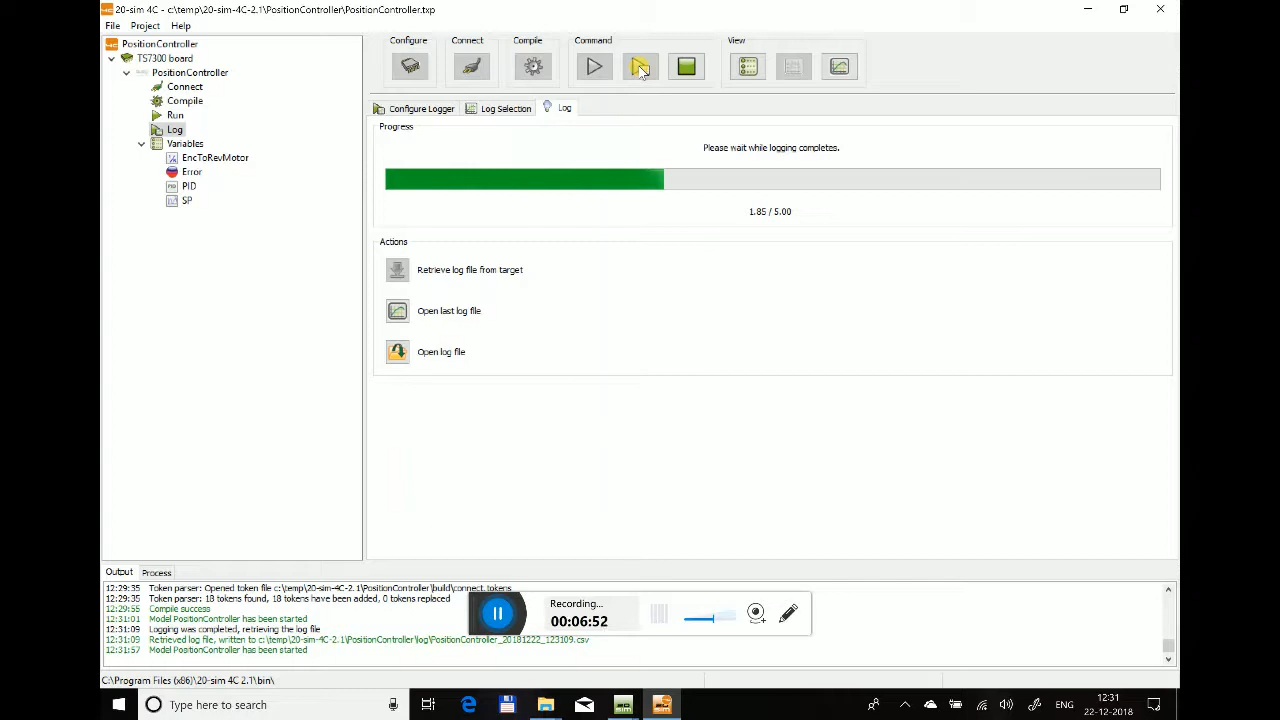 20-sim 4C - c:\temp\20-sim-4C-2.1\PositionController\PositionController.txp
File Project Help
PositionController
TS7300 board
PositionController
Connect
Compile
Run
Log
Variables
EncToRevMotor
Error
PID
PID
SP
Configure
Connect
Compile
Command
View
Configure Logger
Log Selection
Log
Progress
Please wait while logging completes.
1.85 / 5.00
Actions
Retrieve log file from target
Open last log file
Open log file
Output Process
12:29:35 Token parser: Opened token file c:\temp\20-sim-4C-2.1\PositionController\build\connect.tokens
12:29:35 Token parser: 18 tokens found, 18 tokens have been added, 0 tokens replaced
12:29:55 Compile success
12:31:01 Model PositionController has been started
12:31:09 Logging was completed, retrieving the log file
12:31:09 Retrieved log file, written to c:\temp\20-sim-4C-2.1\PositionController\log\PositionController_20181222_123109.csv
12:31:57 Model PositionController has been started
Recording...
00:06:52
C:\Program Files (x86)\20-sim 4C 2.1\bin\
Type here to search
ENG
12:31
22-12-2018